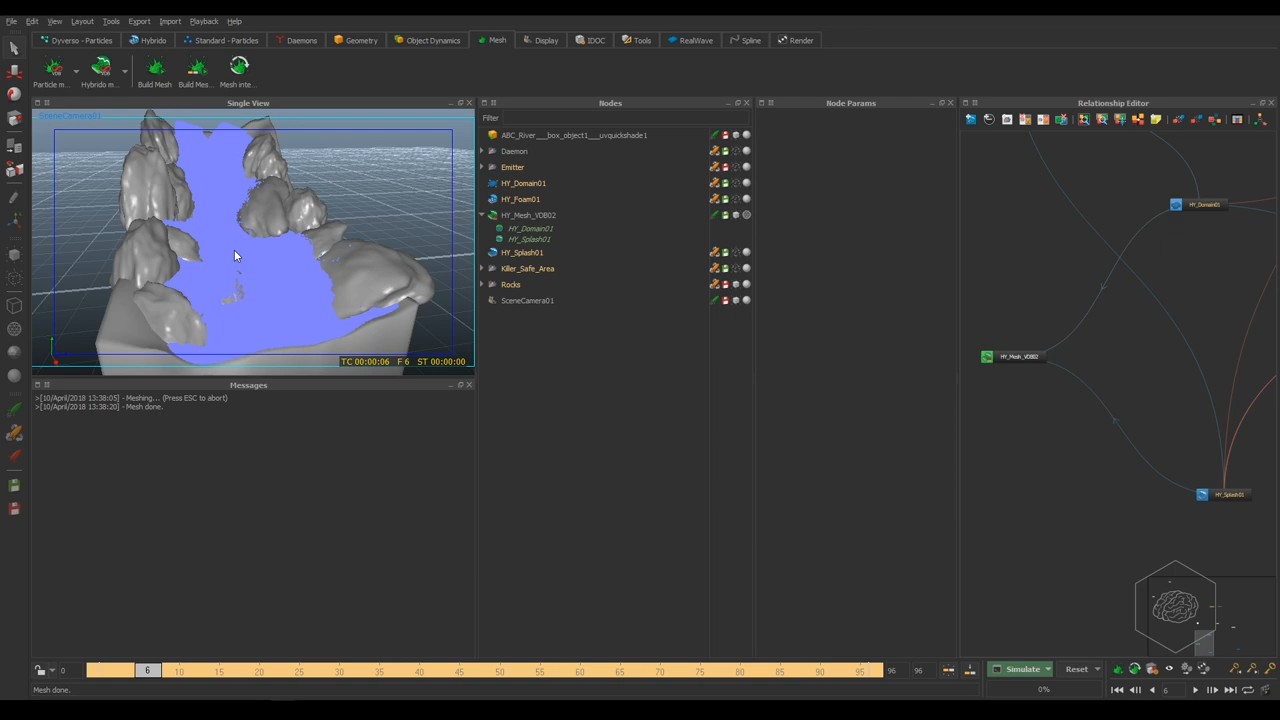 File Edit View Layout Tools Export Import Playback Help
Dyverso - Particles Hybrido Standard - Particles Daemons Geometry Object Dynamics Mesh Display IDOC Tools RealWave Spline Render
Particle m... Hybrido m... Build Mesh Build Mes... Mesh inte...
Single View Nodes Node Params Relationship Editor
SceneCamera01
Filter
ABC_River___box_object1___uvquickshade1
Daemon
Emitter
HY_Domain01
HY_Foam01
HY_Mesh_VDB02
HY_Domain01
HY_Splash01
HY_Splash01
Killer_Safe_Area
Rocks
SceneCamera01
HY_Domain01
HY_Mesh_VDB02
HY_Splash01
TC 00:00:06 F 6 ST 00:00:00
Messages
>[10/April/2018 13:38:05] - Meshing... (Press ESC to abort)
>[10/April/2018 13:38:20] - Mesh done.
0 6 10 15 20 25 30 35 40 45 50 55 60 65 70 75 80 85 90 95 96 96 Simulate Reset
Mesh done. 0% 6